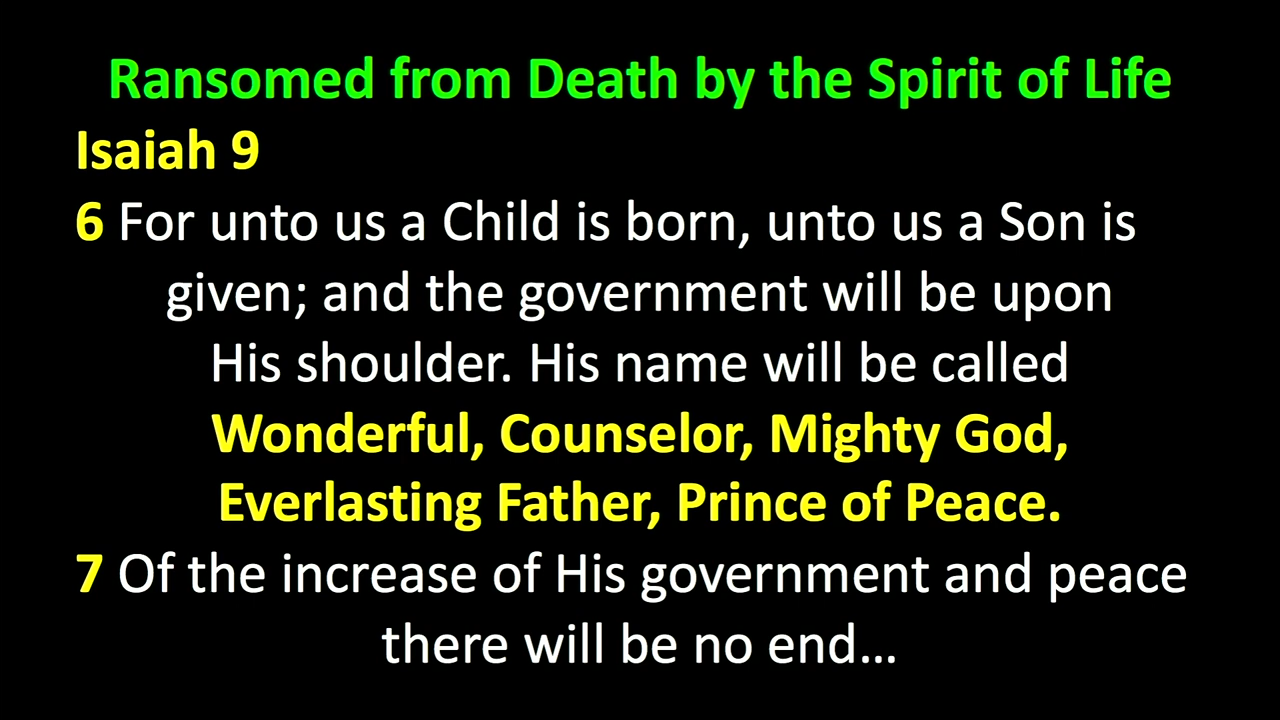 Ransomed from Death by the Spirit of Life
Isaiah 9
6 For unto us a Child is born, unto us a Son is
given; and the government will be upon
His shoulder. His name will be called
Wonderful, Counselor, Mighty God,
Everlasting Father, Prince of Peace.
7 Of the increase of His government and peace
there will be no end…